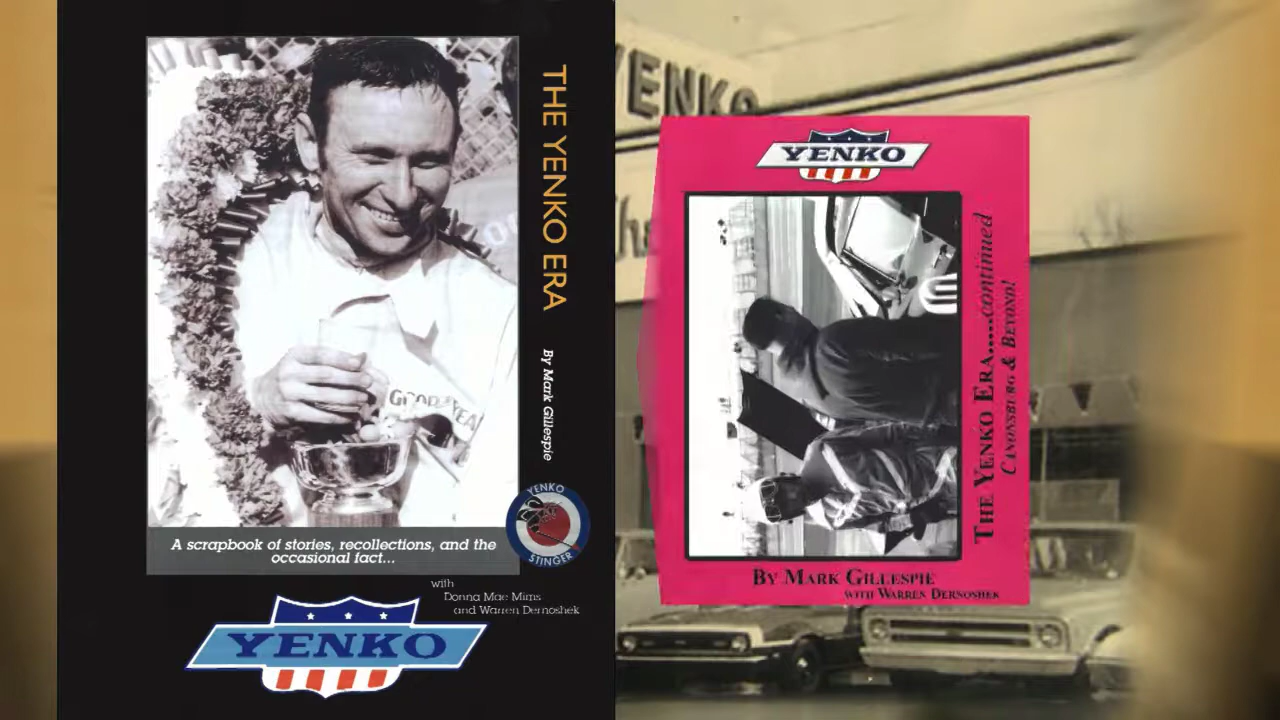 THE YENKO ERA
By Mark Gillespie
GOODYEAR
YENKO
STINGER
A scrapbook of stories, recollections, and the
occasional fact...
with
Donna Mae Mims
and Warren Dernoshek
YENKO
YENKO
YENKO
THE YENKO ERA.....continued
CANONSBURG & BEYOND!
BY MARK GILLESPIE
WITH WARREN DERNOSHEK